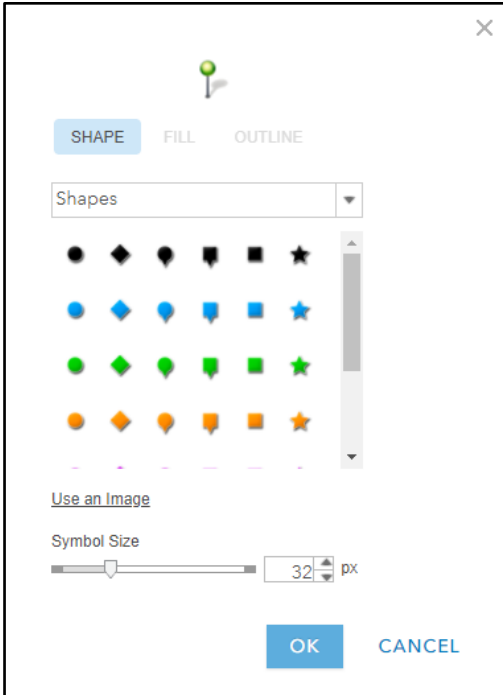 SHAPE FILL OUTLINE
Shapes
Use an Image
Symbol Size
32 px
OK CANCEL